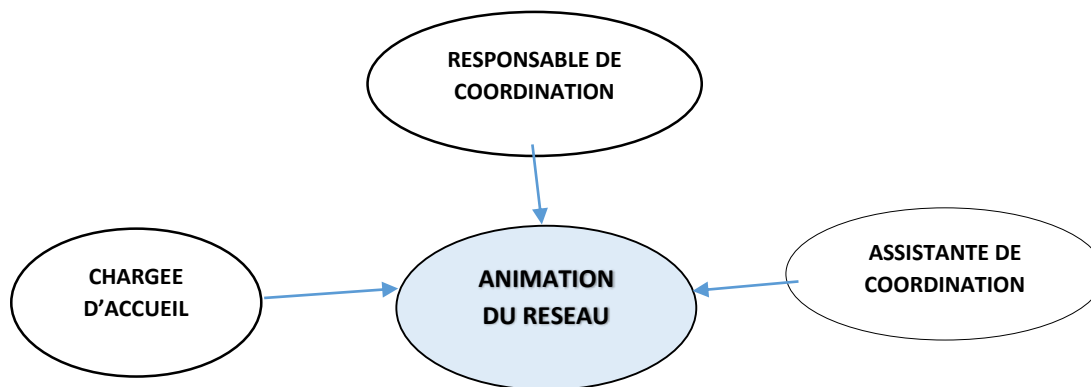 RESPONSABLE DE
COORDINATION
CHARGEE
D’ACCUEIL
ANIMATION
DU RESEAU
ASSISTANTE DE
COORDINATION